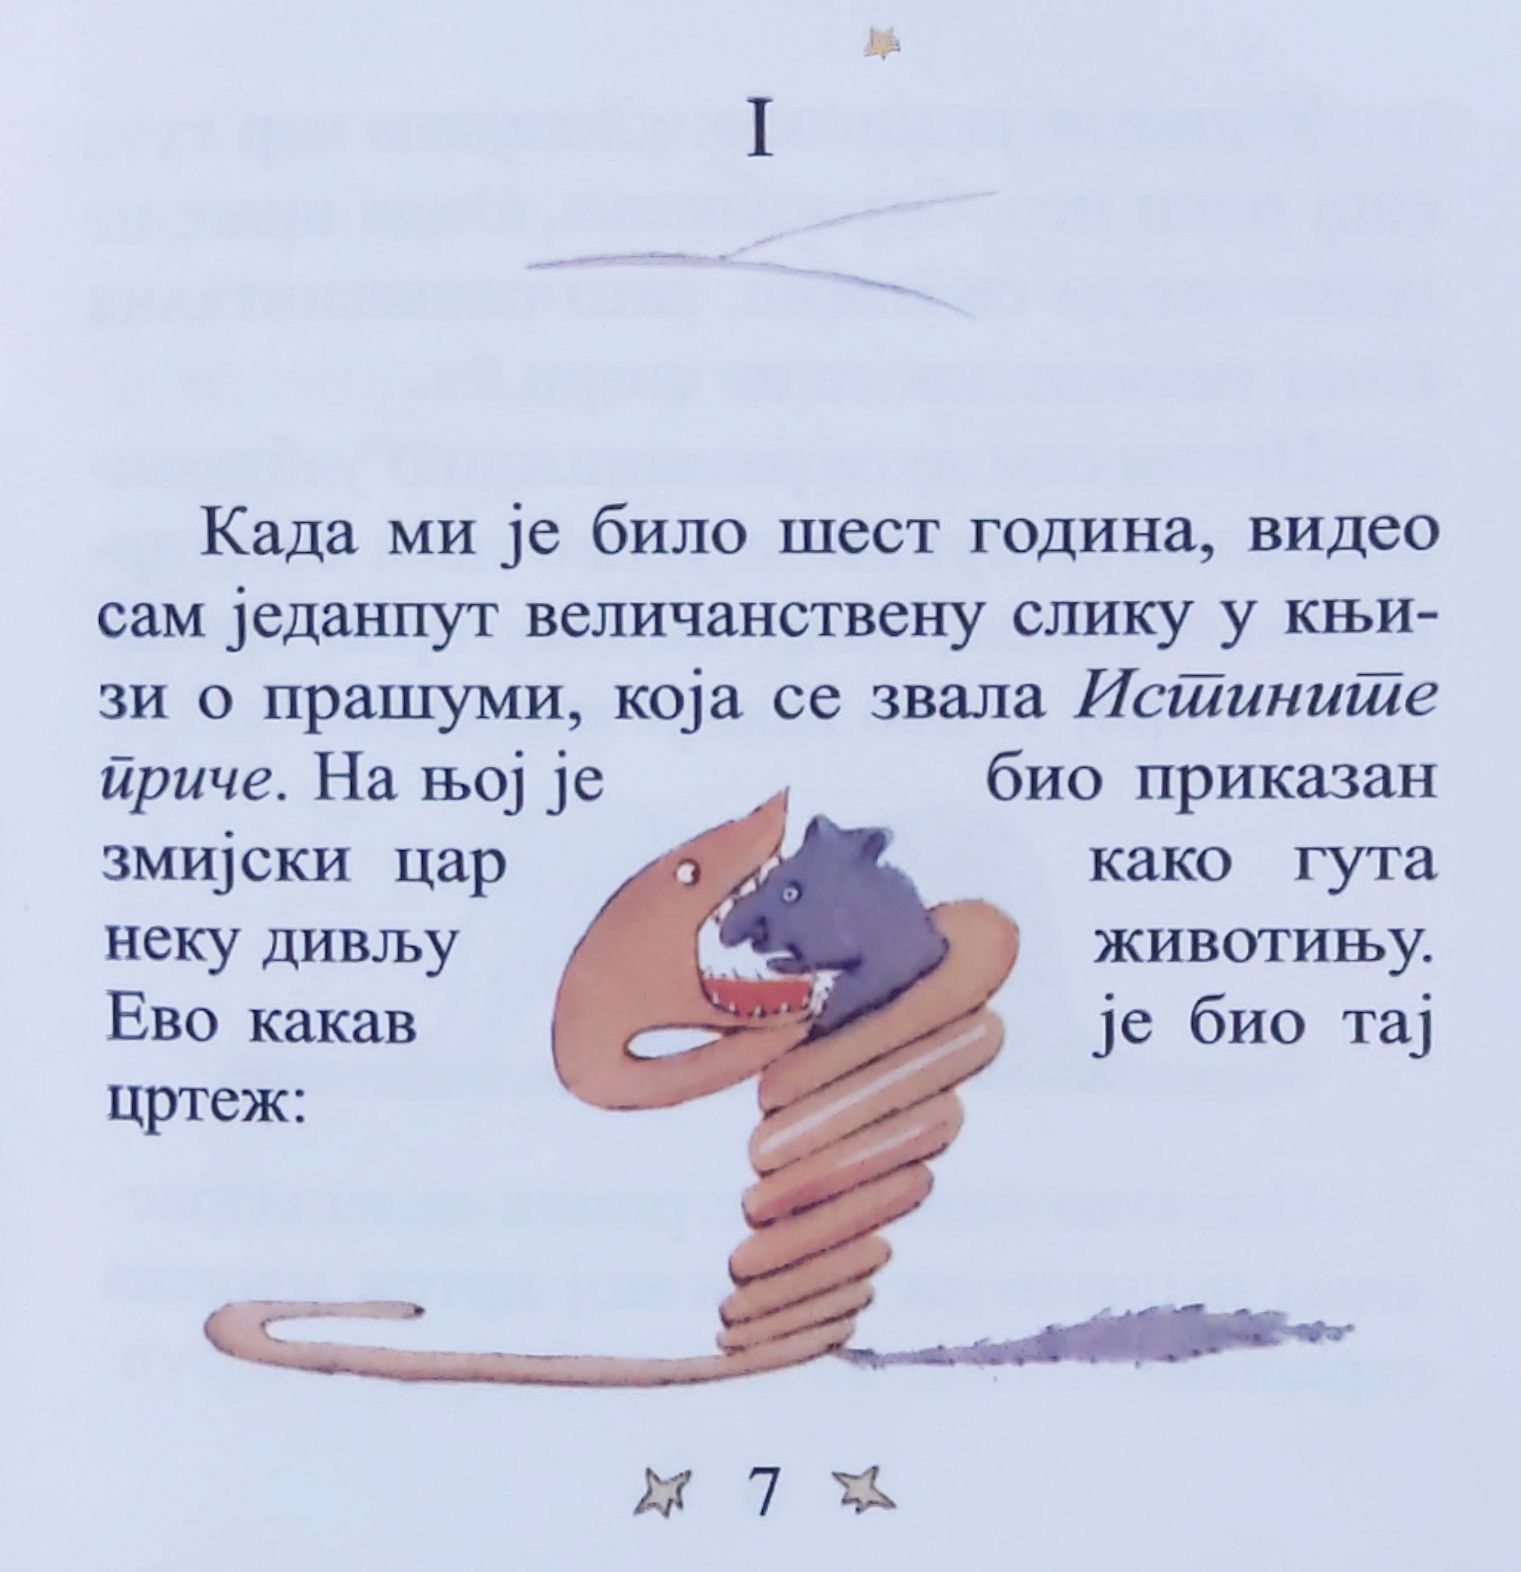 I
Када ми је било шест година, видео
сам једанпут величанствену слику у књи-
зи о прашуми, која се звала Истините
приче. На њој је био приказан
змијски цар како гута
неку дивљу животињу.
Ево какав је био тај
цртеж:
7